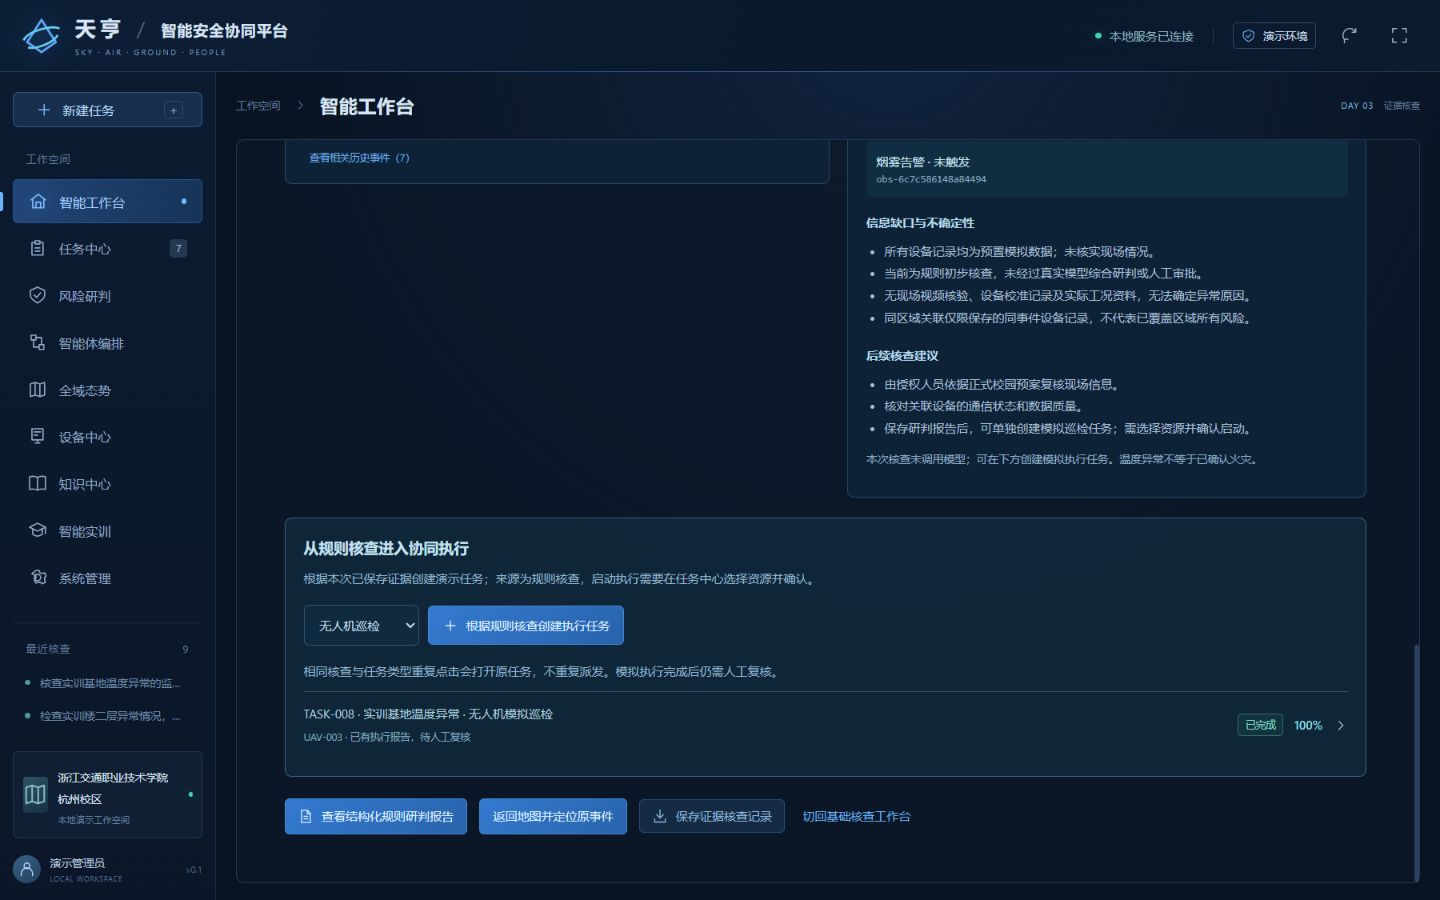 天亨 / 智能安全协同平台
SKY · AIR · GROUND · PEOPLE
本地服务已连接
演示环境
新建任务
+
工作空间
智能工作台
任务中心
7
风险研判
智能体编排
全域态势
设备中心
知识中心
智能实训
系统管理
最近核查
9
核查实训基地温度异常的监...
检查实训楼二层异常情况，...
浙江交通职业技术学院
杭州校区
本地演示工作空间
演示管理员
LOCAL WORKSPACE
v0.1
工作空间 > 智能工作台
DAY 03 证据核查
查看相关历史事件 (7)
烟雾告警 · 未触发
obs-6c7c586148a84494
信息缺口与不确定性
• 所有设备记录均为预置模拟数据；未核实现场情况。
• 当前为规则初步核查，未经过真实模型综合研判或人工审批。
• 无现场视频核验、设备校准记录及实际工况资料，无法确定异常原因。
• 同区域关联仅限保存的同事件设备记录，不代表已覆盖区域所有风险。
后续核查建议
• 由授权人员依据正式校园预案复核现场信息。
• 核对关联设备的通信状态和数据质量。
• 保存研判报告后，可单独创建模拟巡检任务；需选择资源并确认启动。
本次核查未调用模型；可在下方创建模拟执行任务。温度异常不等于已确认火灾。
从规则核查进入协同执行
根据本次已保存证据创建演示任务；来源为规则核查，启动执行需要在任务中心选择资源并确认。
无人机巡检
根据规则核查创建执行任务
相同核查与任务类型重复点击会打开原任务，不重复派发。模拟执行完成后仍需人工复核。
TASK-008 · 实训基地温度异常 · 无人机模拟巡检
UAV-003 · 已有执行报告，待人工复核
已完成
100%
查看结构化规则研判报告
返回地图并定位原事件
保存证据核查记录
切回基础核查工作台